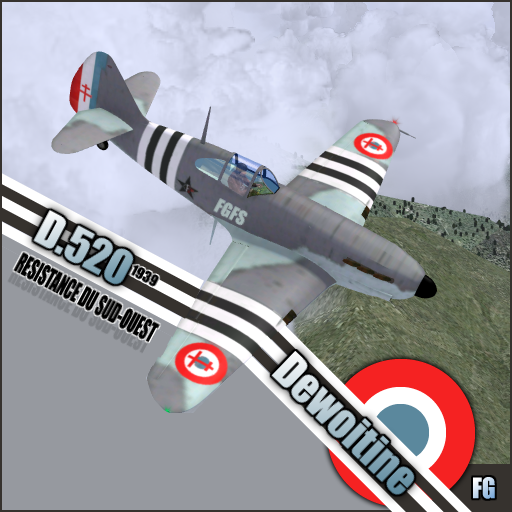 FGFS
D.520
1939
RESISTANCE DU SUD-OUEST
Dewoitine
FG